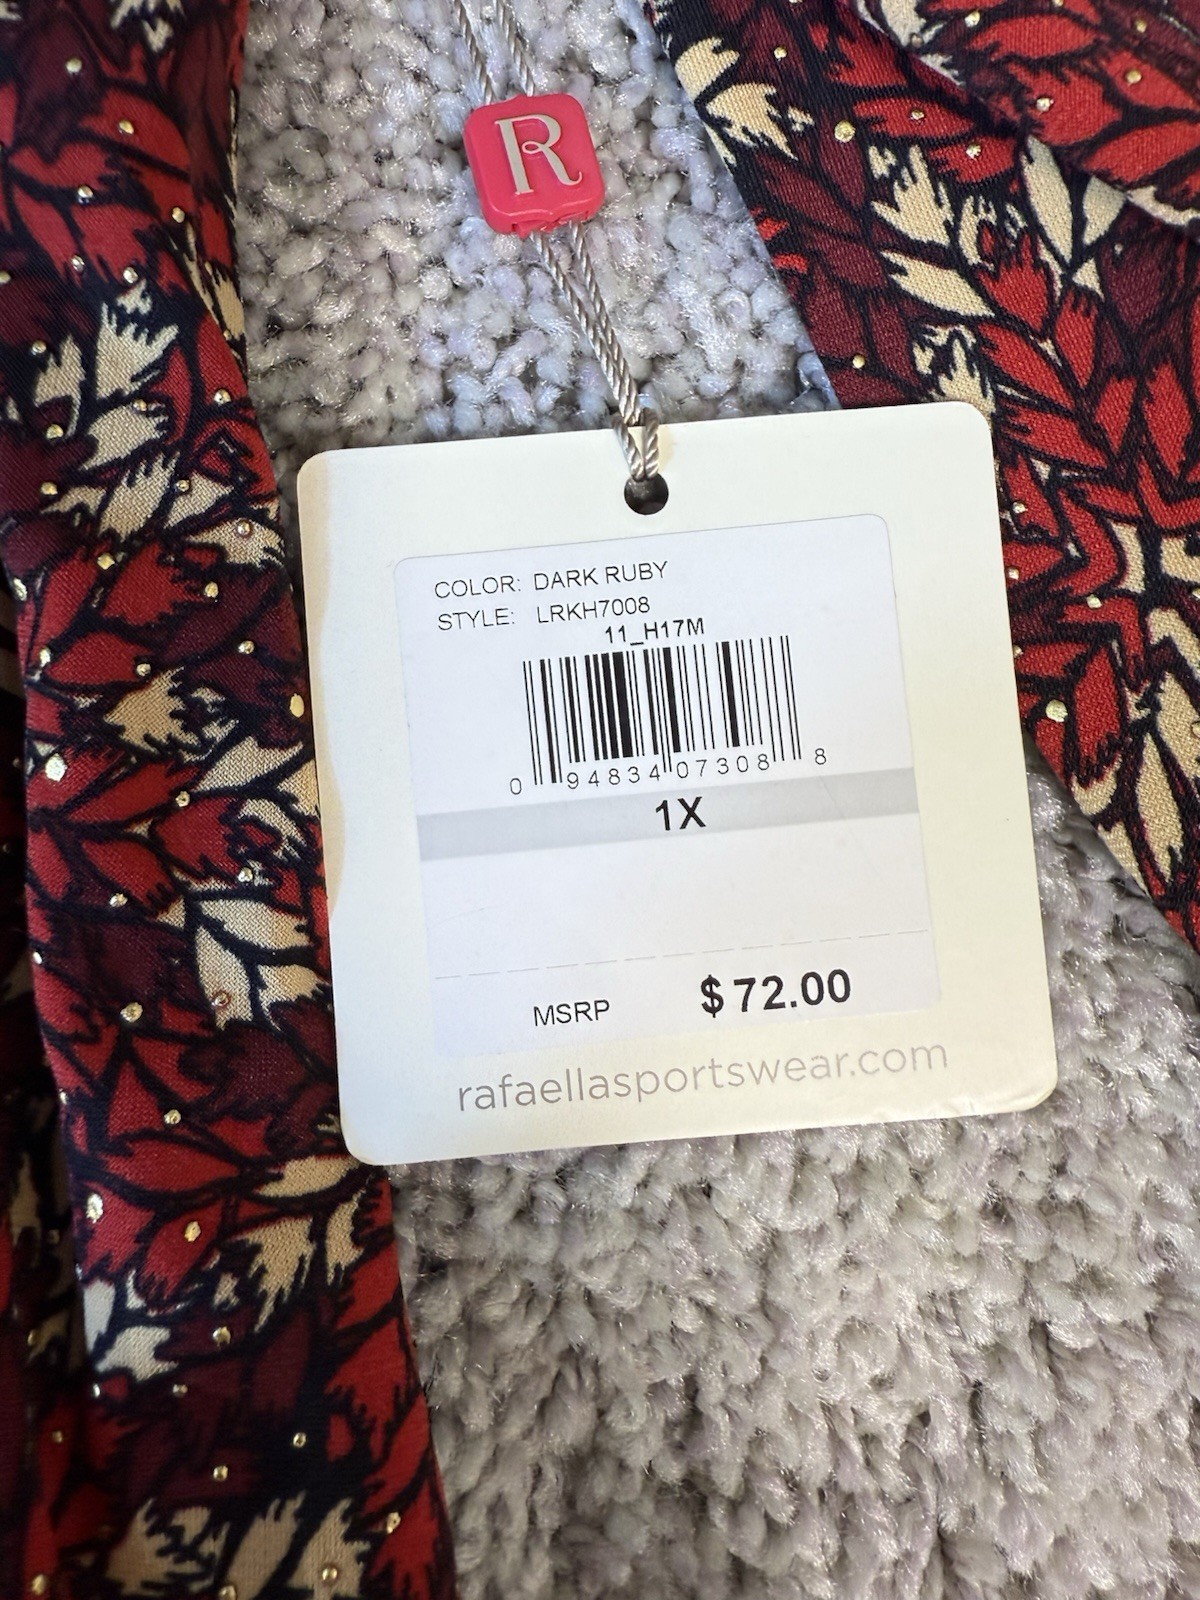 R
COLOR: DARK RUBY
STYLE: LRKH7008
11_H17M
0 94834 07308 8
1X
MSRP $72.00
rafaellasportswear.com